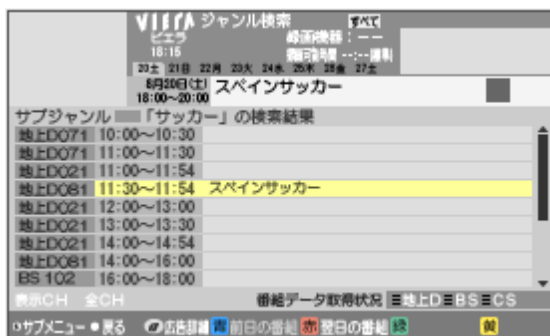 VIErA ジャンル検索 すべて
ビエラ 録画機器：ーー
18:15
20土 21日 22月 23火 24水 25木 26金 27土
8月20日(土)
18:00〜20:00 スペインサッカー
サブジャンル 「サッカー」の検索結果
地上D071 10:00〜10:30
地上D071 11:00〜11:30
地上D021 11:00〜11:54
地上D081 11:30〜11:54 スペインサッカー
地上D021 12:00〜13:00
地上D021 13:00〜13:30
地上D021 14:00〜14:54
地上D081 14:00〜16:00
BS 102 16:00〜18:00
表示CH 全CH 番組データ取得状況 地上D BS CS
サブメニュー 戻る 広告詳細 青 前日の番組 赤 翌日の番組 緑 黄